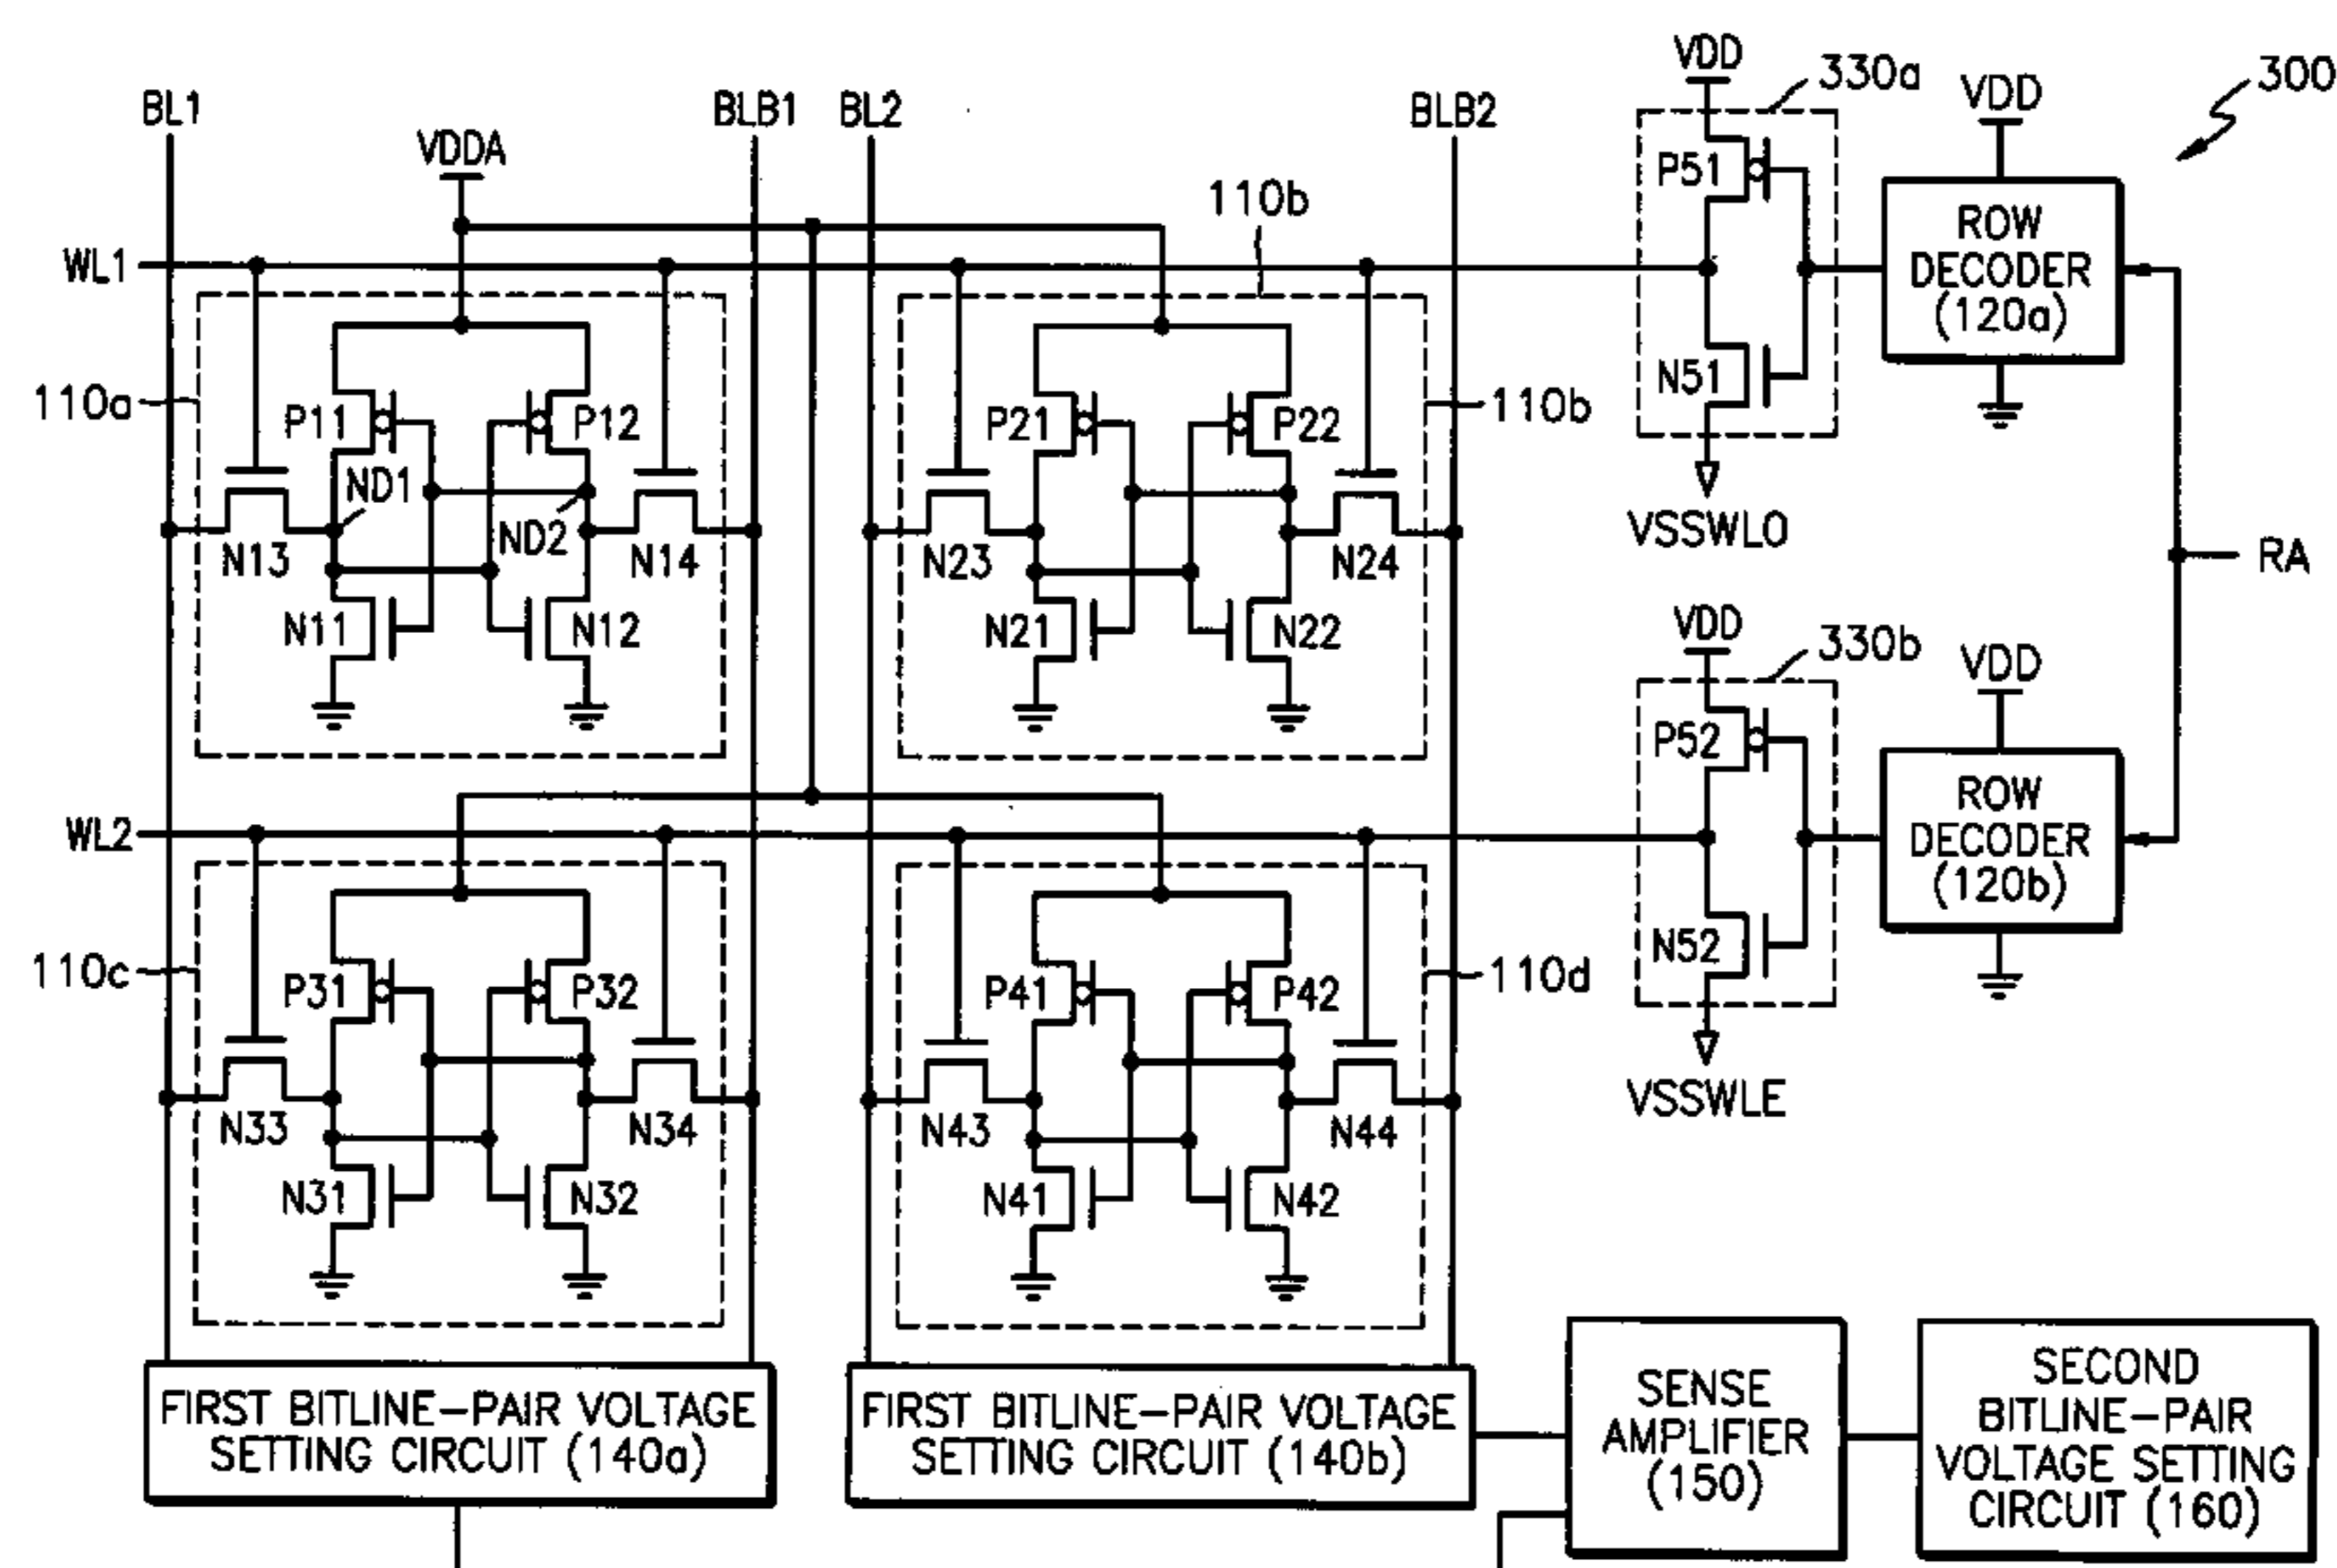 BL1
BLB1
BL2
BLB2
VDD
330a
VDD
300
VDDA
110b
P51
ROW
DECODER
(120a)
WL1
110a
P11
P12
ND1
ND2
N13
N14
N11
N12
P21
P22
110b
N23
N24
N21
N22
N51
VSSWLO
RA
VDD
330b
VDD
P52
ROW
DECODER
(120b)
WL2
110c
P31
P32
N33
N34
N31
N32
P41
P42
110d
N43
N44
N41
N42
N52
VSSWLE
FIRST BITLINE-PAIR VOLTAGE
SETTING CIRCUIT (140a)
FIRST BITLINE-PAIR VOLTAGE
SETTING CIRCUIT (140b)
SENSE
AMPLIFIER
(150)
SECOND
BITLINE-PAIR
VOLTAGE SETTING
CIRCUIT (160)